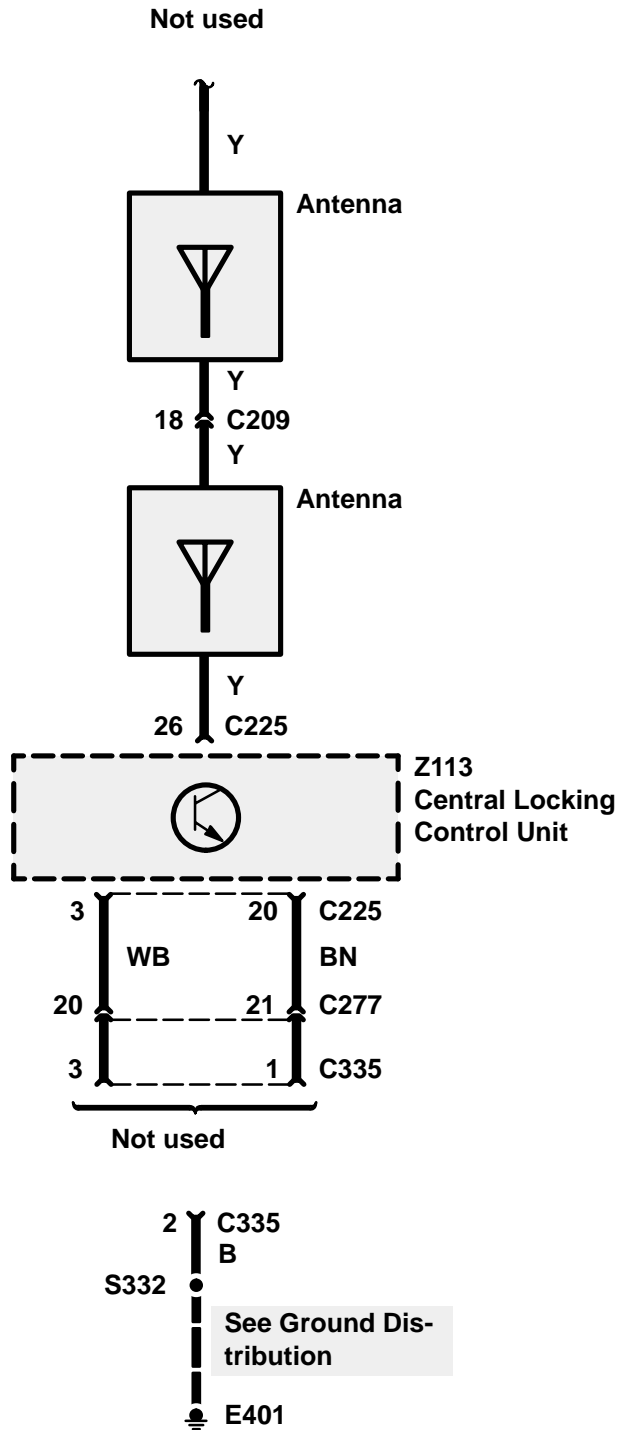 Not used
Y
Antenna
Y
18 C209
Y
Antenna
Y
26 C225
Z113
Central Locking
Control Unit
3 20 C225
WB BN
20 21 C277
3 1 C335
Not used
2 C335
B
S332
See Ground Dis-
tribution
E401